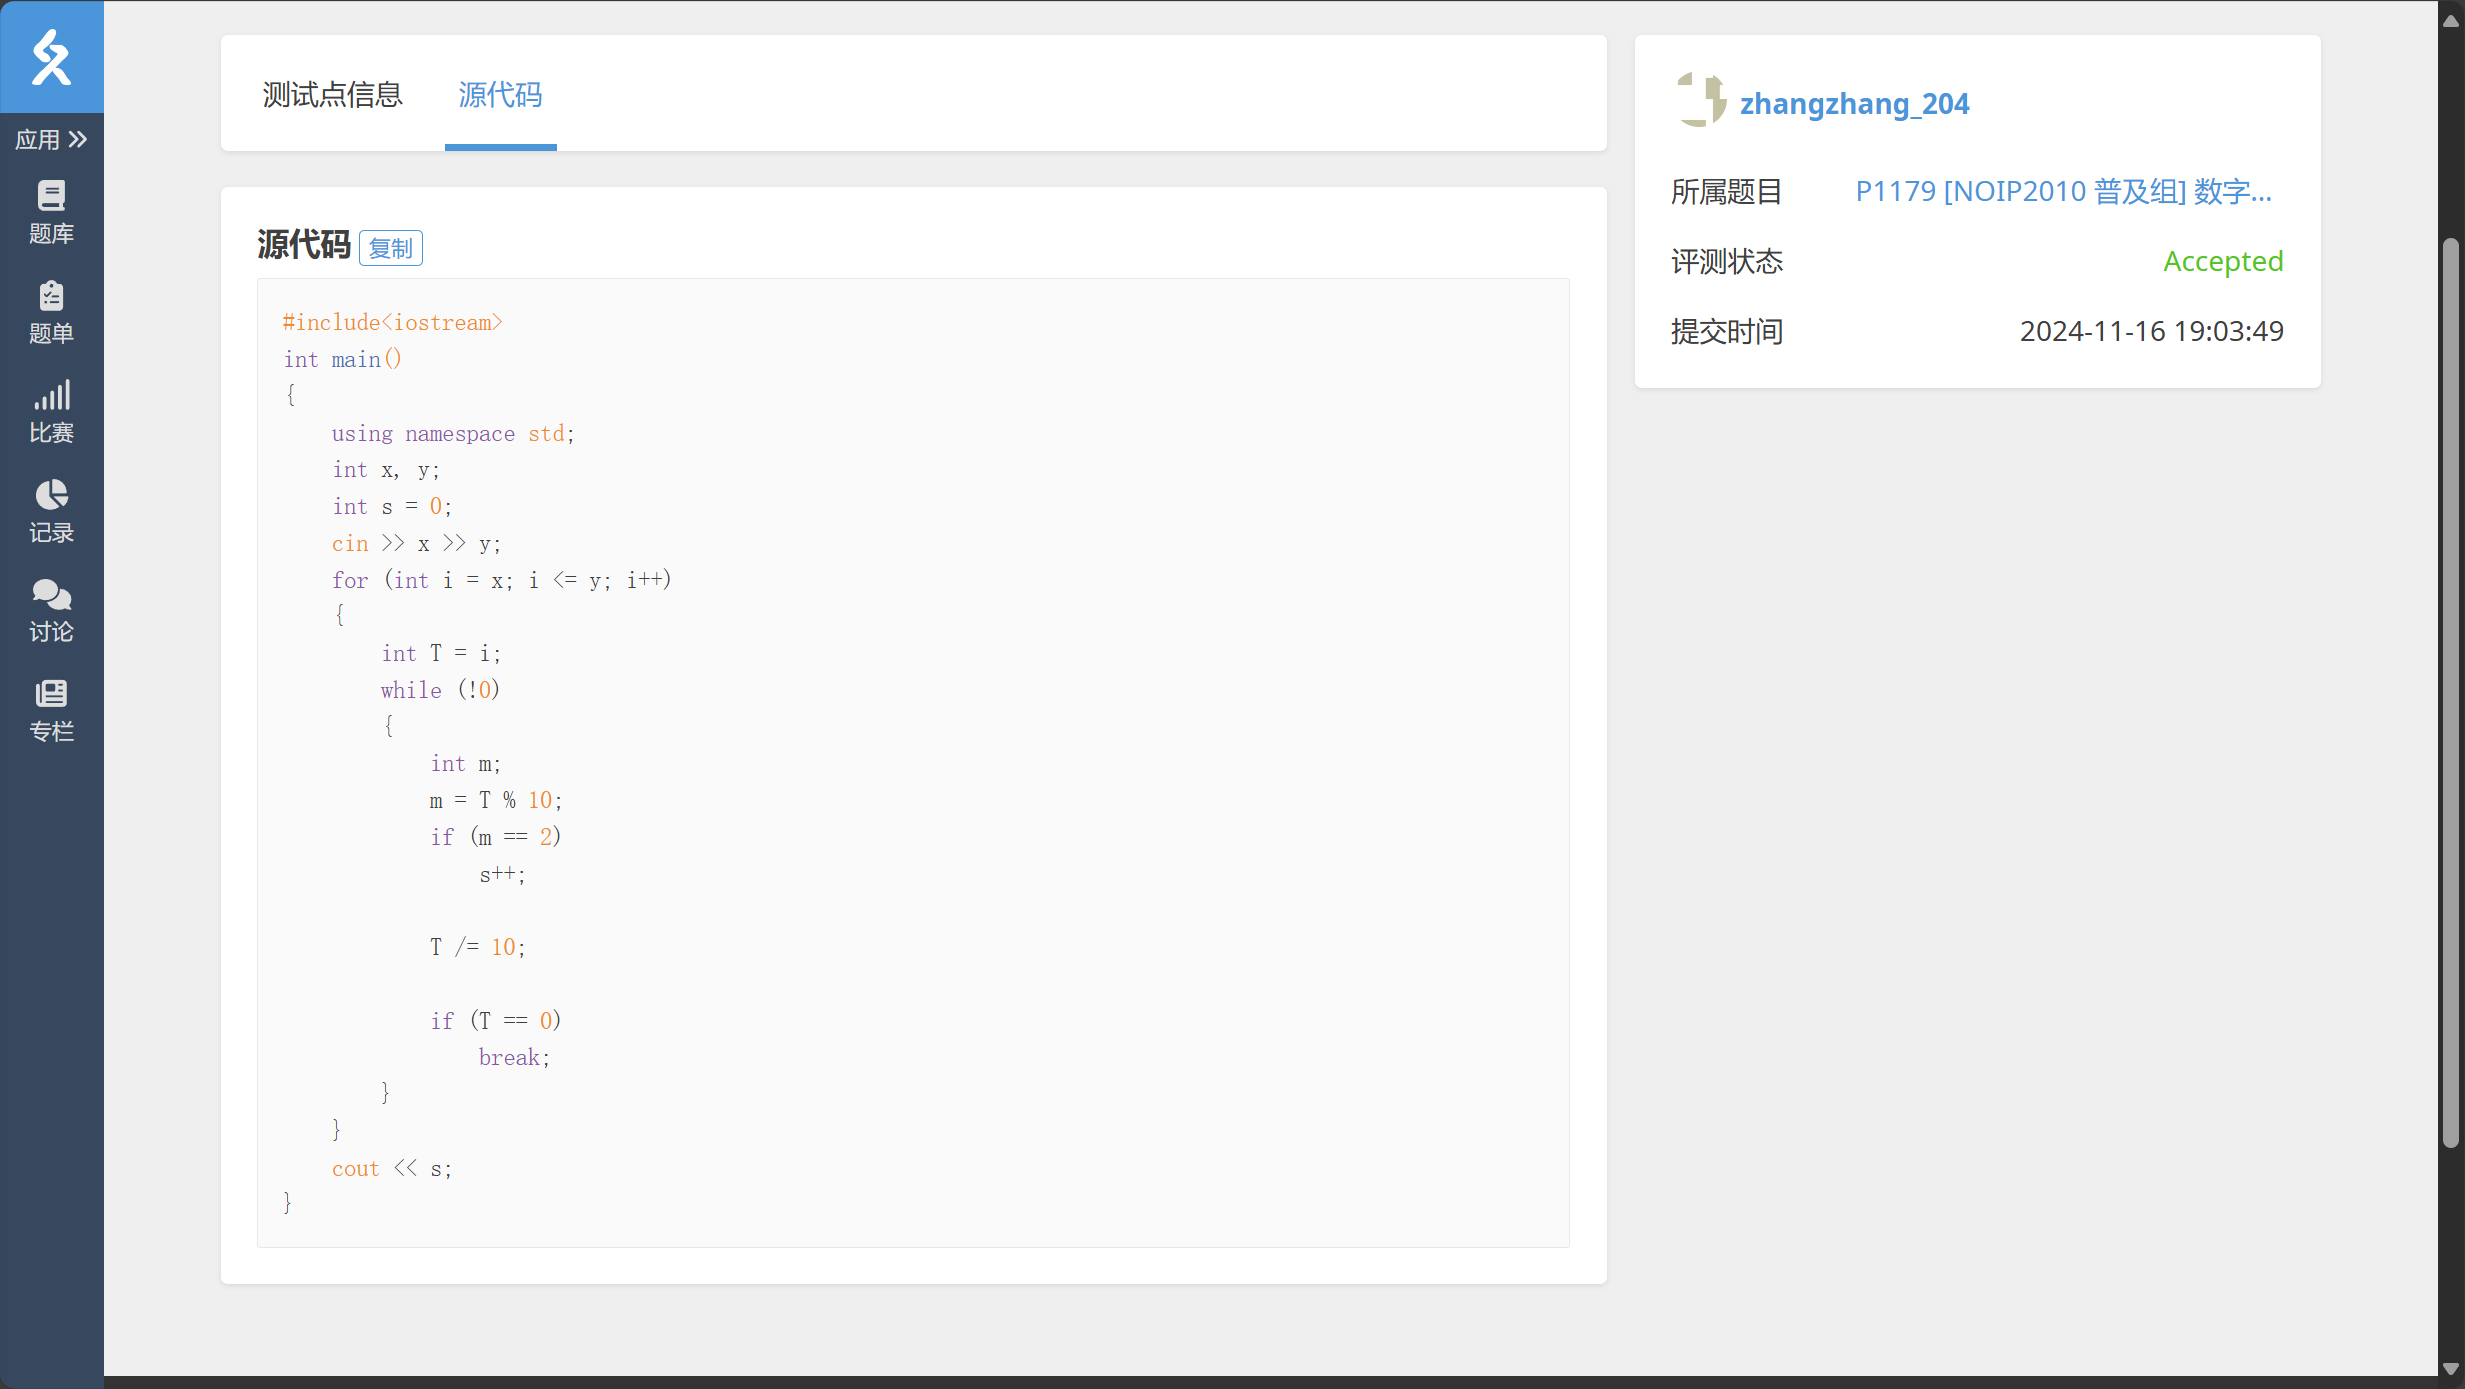 应用
题库
题单
比赛
记录
讨论
专栏
测试点信息 源代码
源代码 复制
#include<iostream>
int main()
{
    using namespace std;
    int x, y;
    int s = 0;
    cin >> x >> y;
    for (int i = x; i <= y; i++)
    {
        int T = i;
        while (!0)
        {
            int m;
            m = T % 10;
            if (m == 2)
                s++;

            T /= 10;

            if (T == 0)
                break;
        }
    }
    cout << s;
}
zhangzhang_204
所属题目 P1179 [NOIP2010 普及组] 数字...
评测状态 Accepted
提交时间 2024-11-16 19:03:49